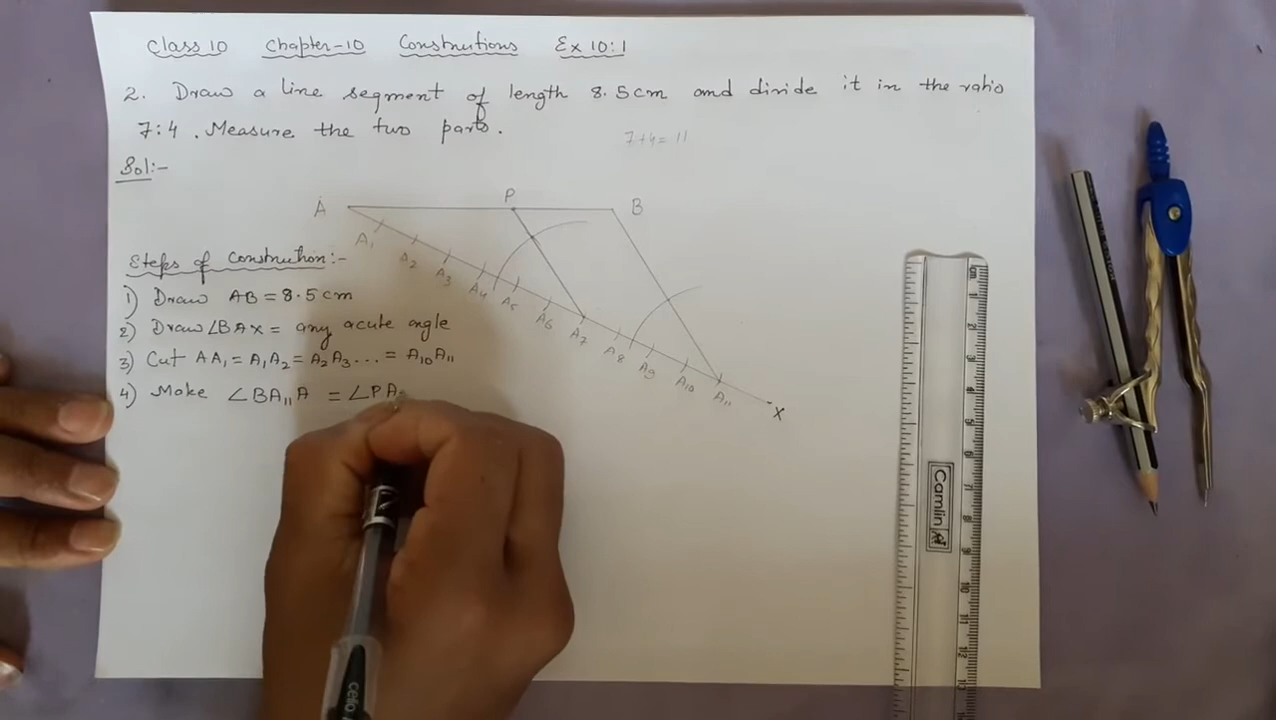 Class 10 Chapter-10 Construtions Ex 10:1
2. Draw a line segment of length 8.5cm and divide it in the ratio
7:4. Measure the two parts.
7+4=11
Sol:-
A P B
A₁ A₂ A₃ A₄ A₅ A₆ A₇ A₈ A₉ A₁₀ A₁₁ X
Steps of Construction:-
1) Draw AB = 8.5cm
2) Draw ∠BAX = any acute angle
3) Cut AA₁ = A₁A₂ = A₂A₃ ... = A₁₀A₁₁
4) Make ∠BA₁₁A = ∠PA
Camlin
cello